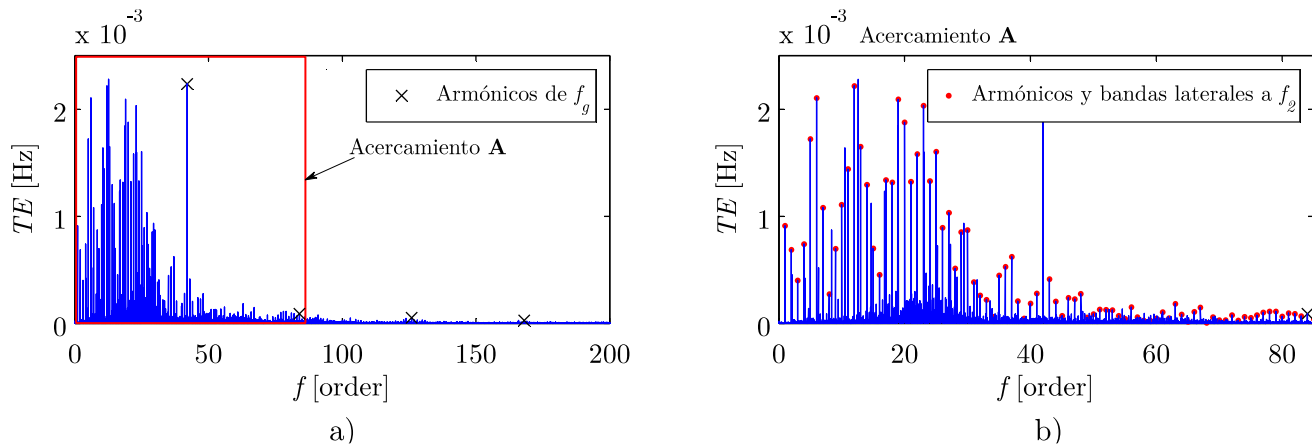 x 10⁻³
2
1
0
TE [Hz]
Armónicos de f_g
Acercamiento A
0 50 100 150 200
f [order]
a)
x 10⁻³ Acercamiento A
2
1
0
TE [Hz]
Armónicos y bandas laterales a f_2
0 20 40 60 80
f [order]
b)